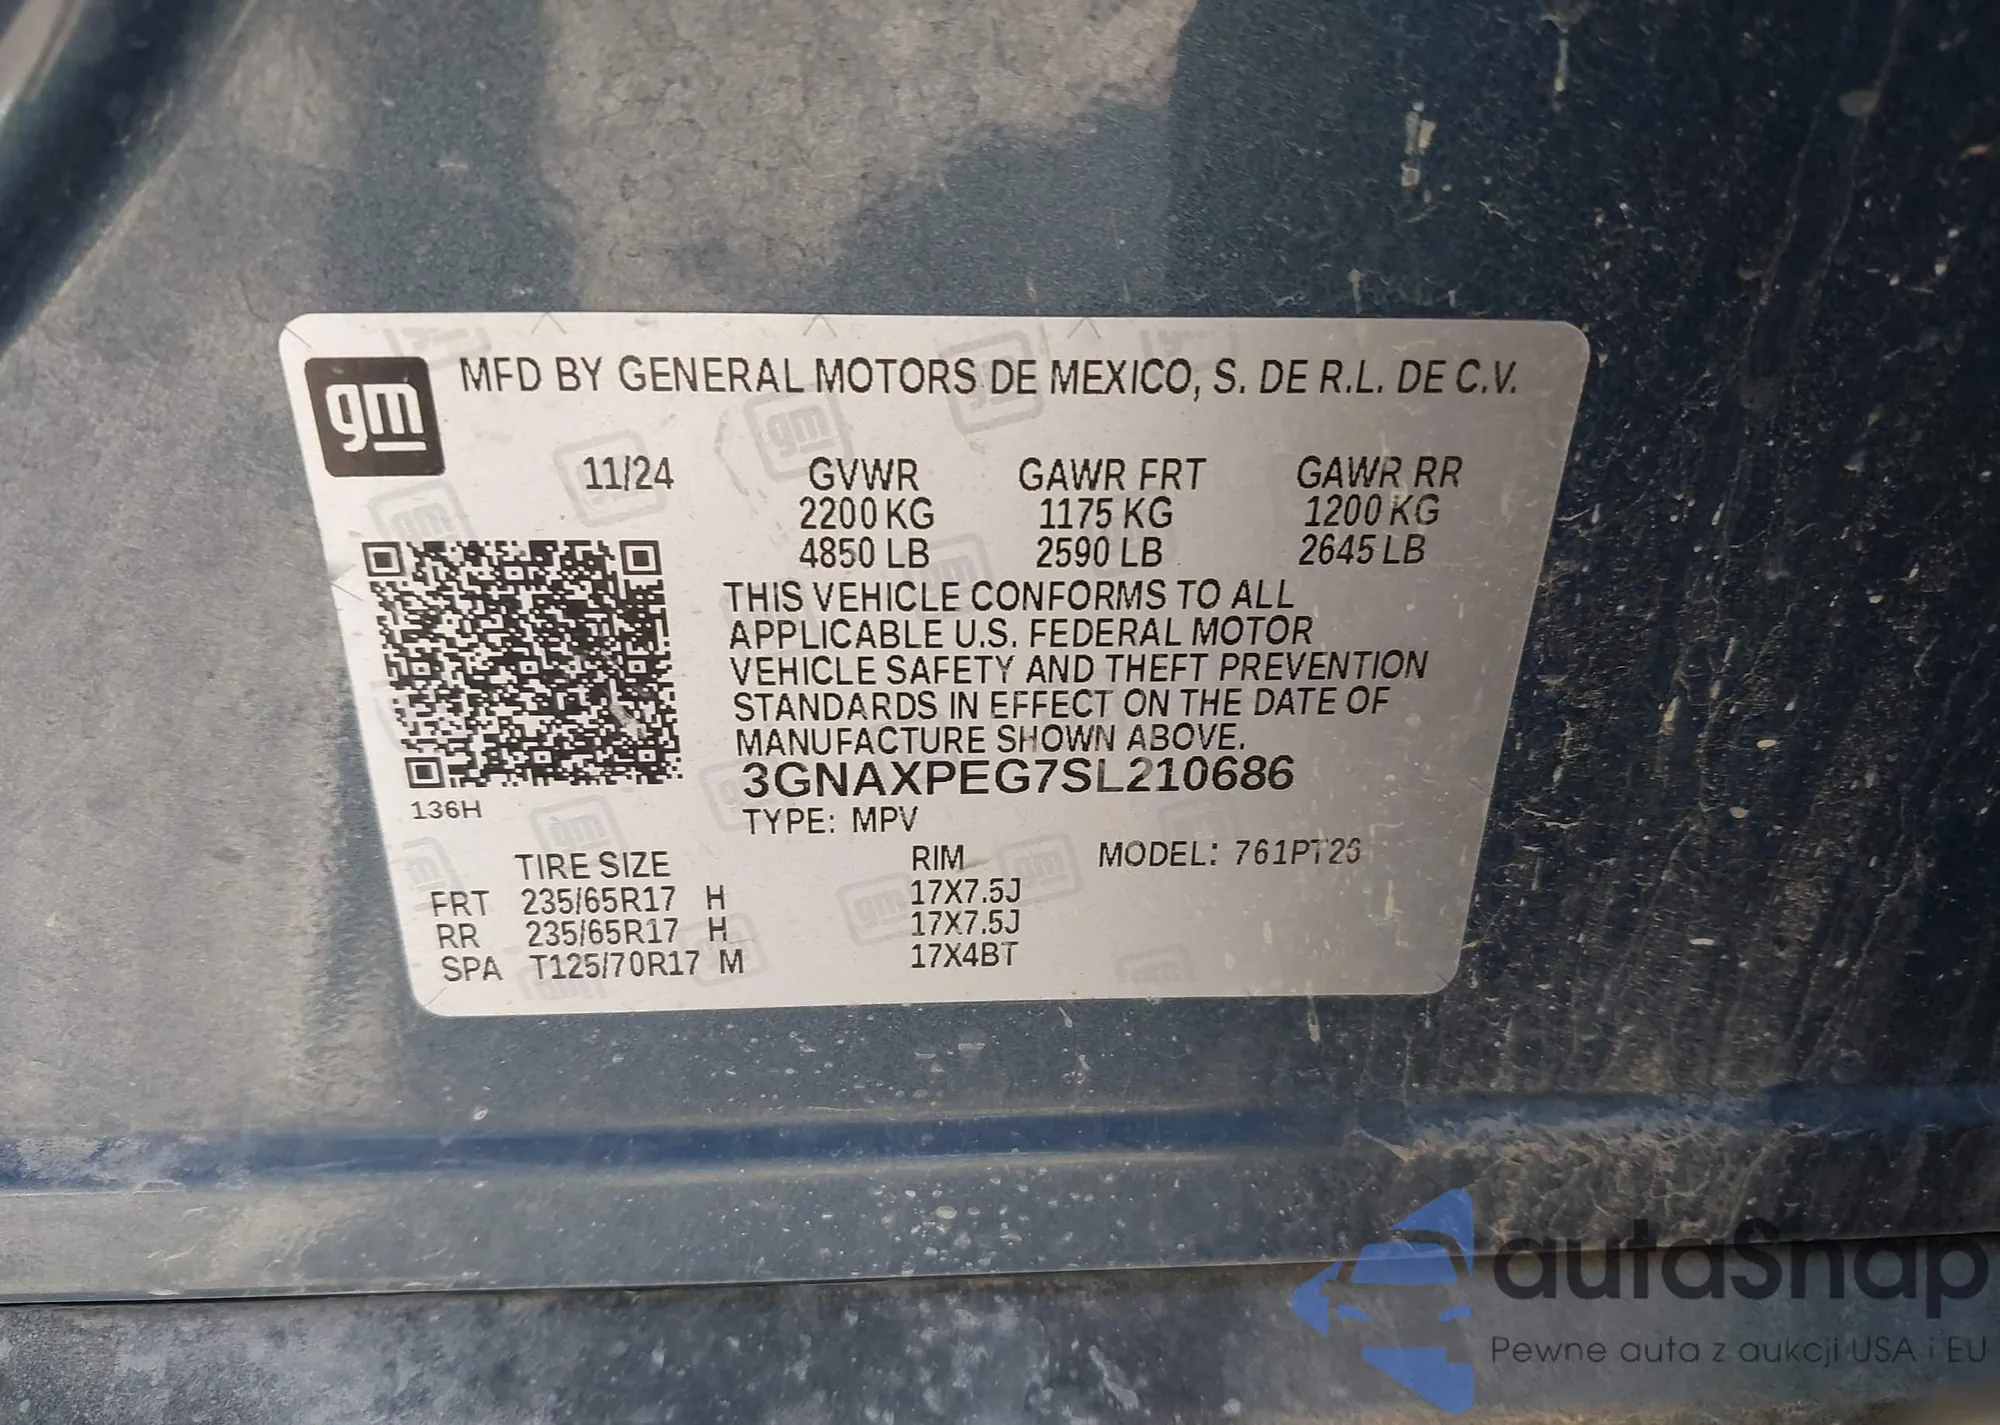 gm
MFD BY GENERAL MOTORS DE MEXICO, S. DE R.L. DE C.V.
11/24 GVWR GAWR FRT GAWR RR
2200 KG 1175 KG 1200 KG
4850 LB 2590 LB 2645 LB
THIS VEHICLE CONFORMS TO ALL
APPLICABLE U.S. FEDERAL MOTOR
VEHICLE SAFETY AND THEFT PREVENTION
STANDARDS IN EFFECT ON THE DATE OF
MANUFACTURE SHOWN ABOVE.
3GNAXPEG7SL210686
136H
TYPE: MPV
TIRE SIZE RIM MODEL: 761PT26
FRT 235/65R17 H 17X7.5J
RR 235/65R17 H 17X7.5J
SPA T125/70R17 M 17X4BT
autaSnap
Pewne auta z aukcji USA i EU